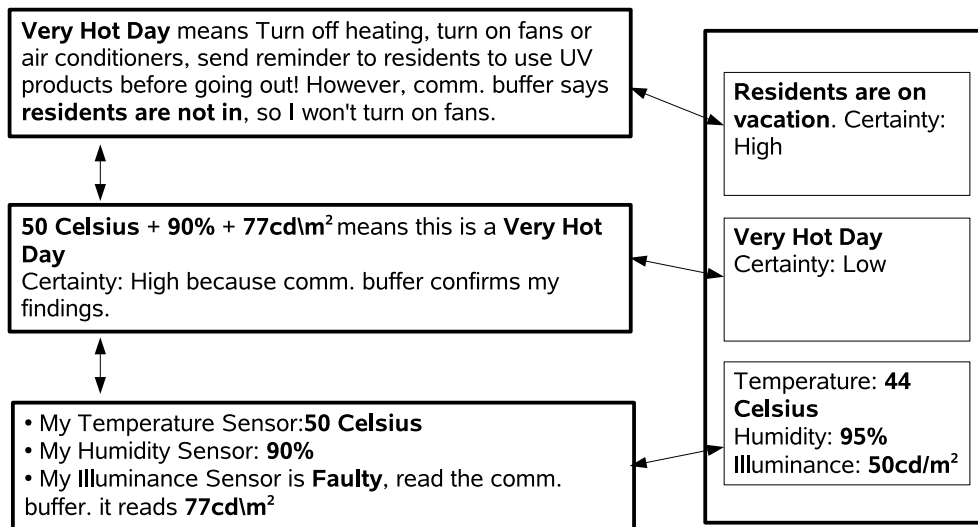 Very Hot Day means Turn off heating, turn on fans or
air conditioners, send reminder to residents to use UV
products before going out! However, comm. buffer says
residents are not in, so I won't turn on fans.
Residents are on
vacation. Certainty:
High
50 Celsius + 90% + 77cd\m² means this is a Very Hot
Day
Certainty: High because comm. buffer confirms my
findings.
Very Hot Day
Certainty: Low
• My Temperature Sensor:50 Celsius
• My Humidity Sensor: 90%
• My Illuminance Sensor is Faulty, read the comm.
buffer. it reads 77cd\m²
Temperature: 44
Celsius
Humidity: 95%
Illuminance: 50cd/m²